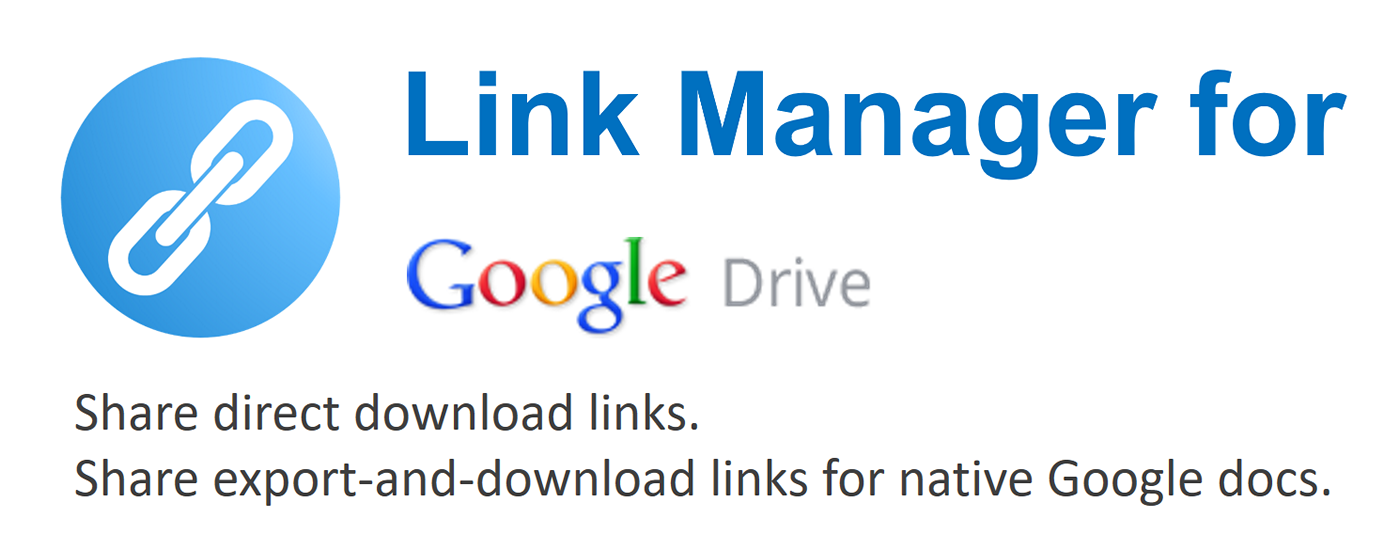 Link Manager for
Google Drive
Share direct download links.
Share export-and-download links for native Google docs.